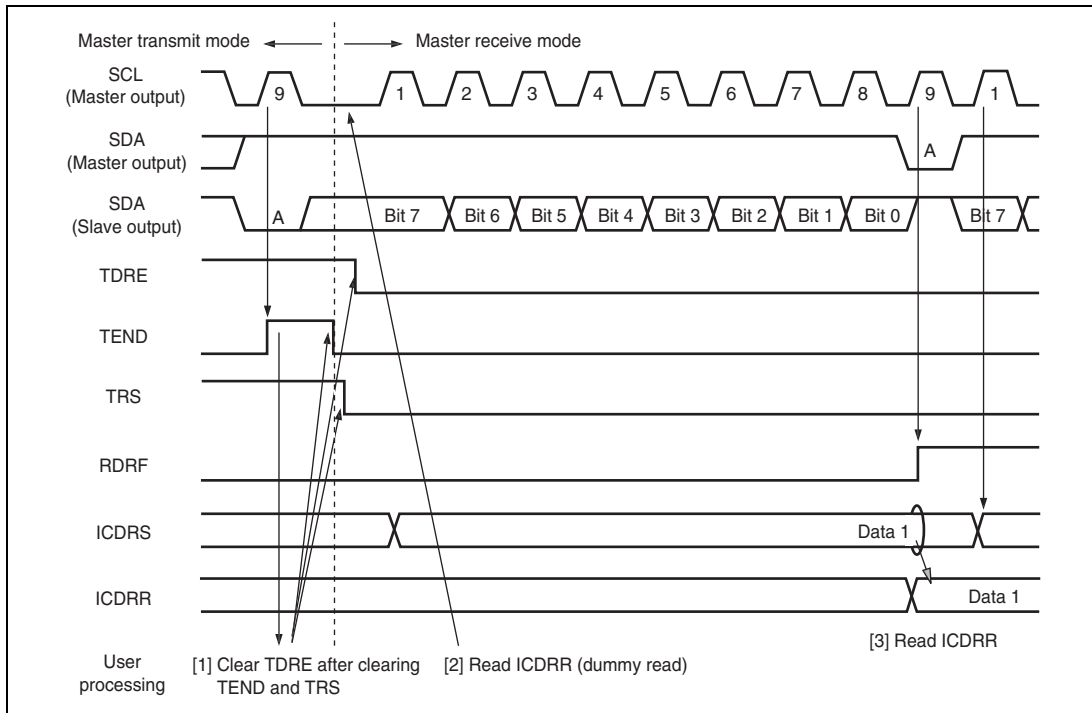 Master transmit mode
Master receive mode
SCL
(Master output)
9
1
2
3
4
5
6
7
8
9
1
SDA
(Master output)
A
SDA
(Slave output)
A
Bit 7
Bit 6
Bit 5
Bit 4
Bit 3
Bit 2
Bit 1
Bit 0
Bit 7
TDRE
TEND
TRS
RDRF
ICDRS
Data 1
ICDRR
Data 1
User
processing
[1] Clear TDRE after clearing
TEND and TRS
[2] Read ICDRR (dummy read)
[3] Read ICDRR